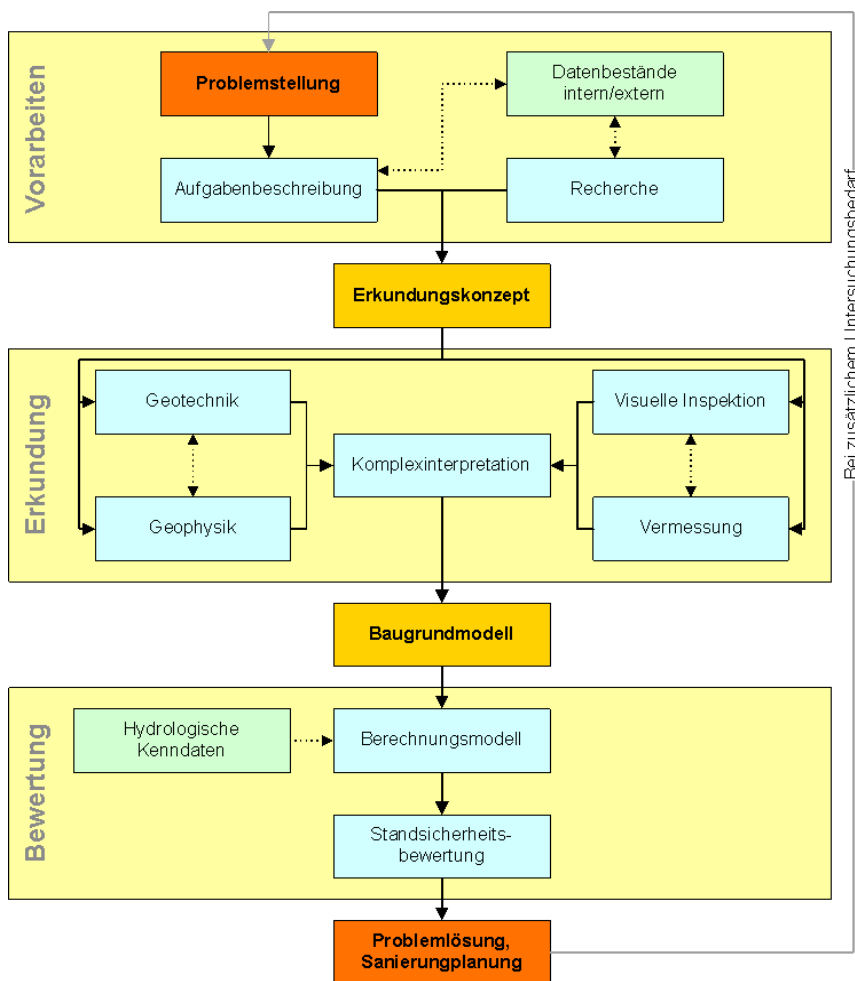 Vorarbeiten
Problemstellung
Datenbestände
intern/extern
Aufgabenbeschreibung
Recherche
Erkundungskonzept
Erkundung
Geotechnik
Visuelle Inspektion
Komplexinterpretation
Geophysik
Vermessung
Baugrundmodell
Bewertung
Hydrologische
Kenndaten
Berechnungsmodell
Standsicherheits-
bewertung
Problemlösung,
Sanierungplanung
Bei zusätzlichem Untersuchungsbedarf